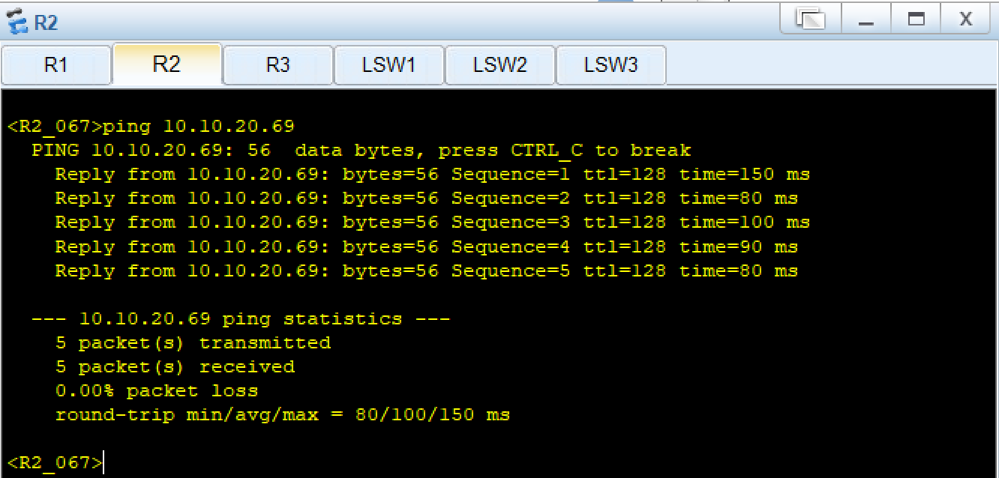 R2
X
R1 R2 R3 LSW1 LSW2 LSW3
<R2_067>ping 10.10.20.69
  PING 10.10.20.69: 56  data bytes, press CTRL_C to break
    Reply from 10.10.20.69: bytes=56 Sequence=1 ttl=128 time=150 ms
    Reply from 10.10.20.69: bytes=56 Sequence=2 ttl=128 time=80 ms
    Reply from 10.10.20.69: bytes=56 Sequence=3 ttl=128 time=100 ms
    Reply from 10.10.20.69: bytes=56 Sequence=4 ttl=128 time=90 ms
    Reply from 10.10.20.69: bytes=56 Sequence=5 ttl=128 time=80 ms
  --- 10.10.20.69 ping statistics ---
    5 packet(s) transmitted
    5 packet(s) received
    0.00% packet loss
    round-trip min/avg/max = 80/100/150 ms
<R2_067>